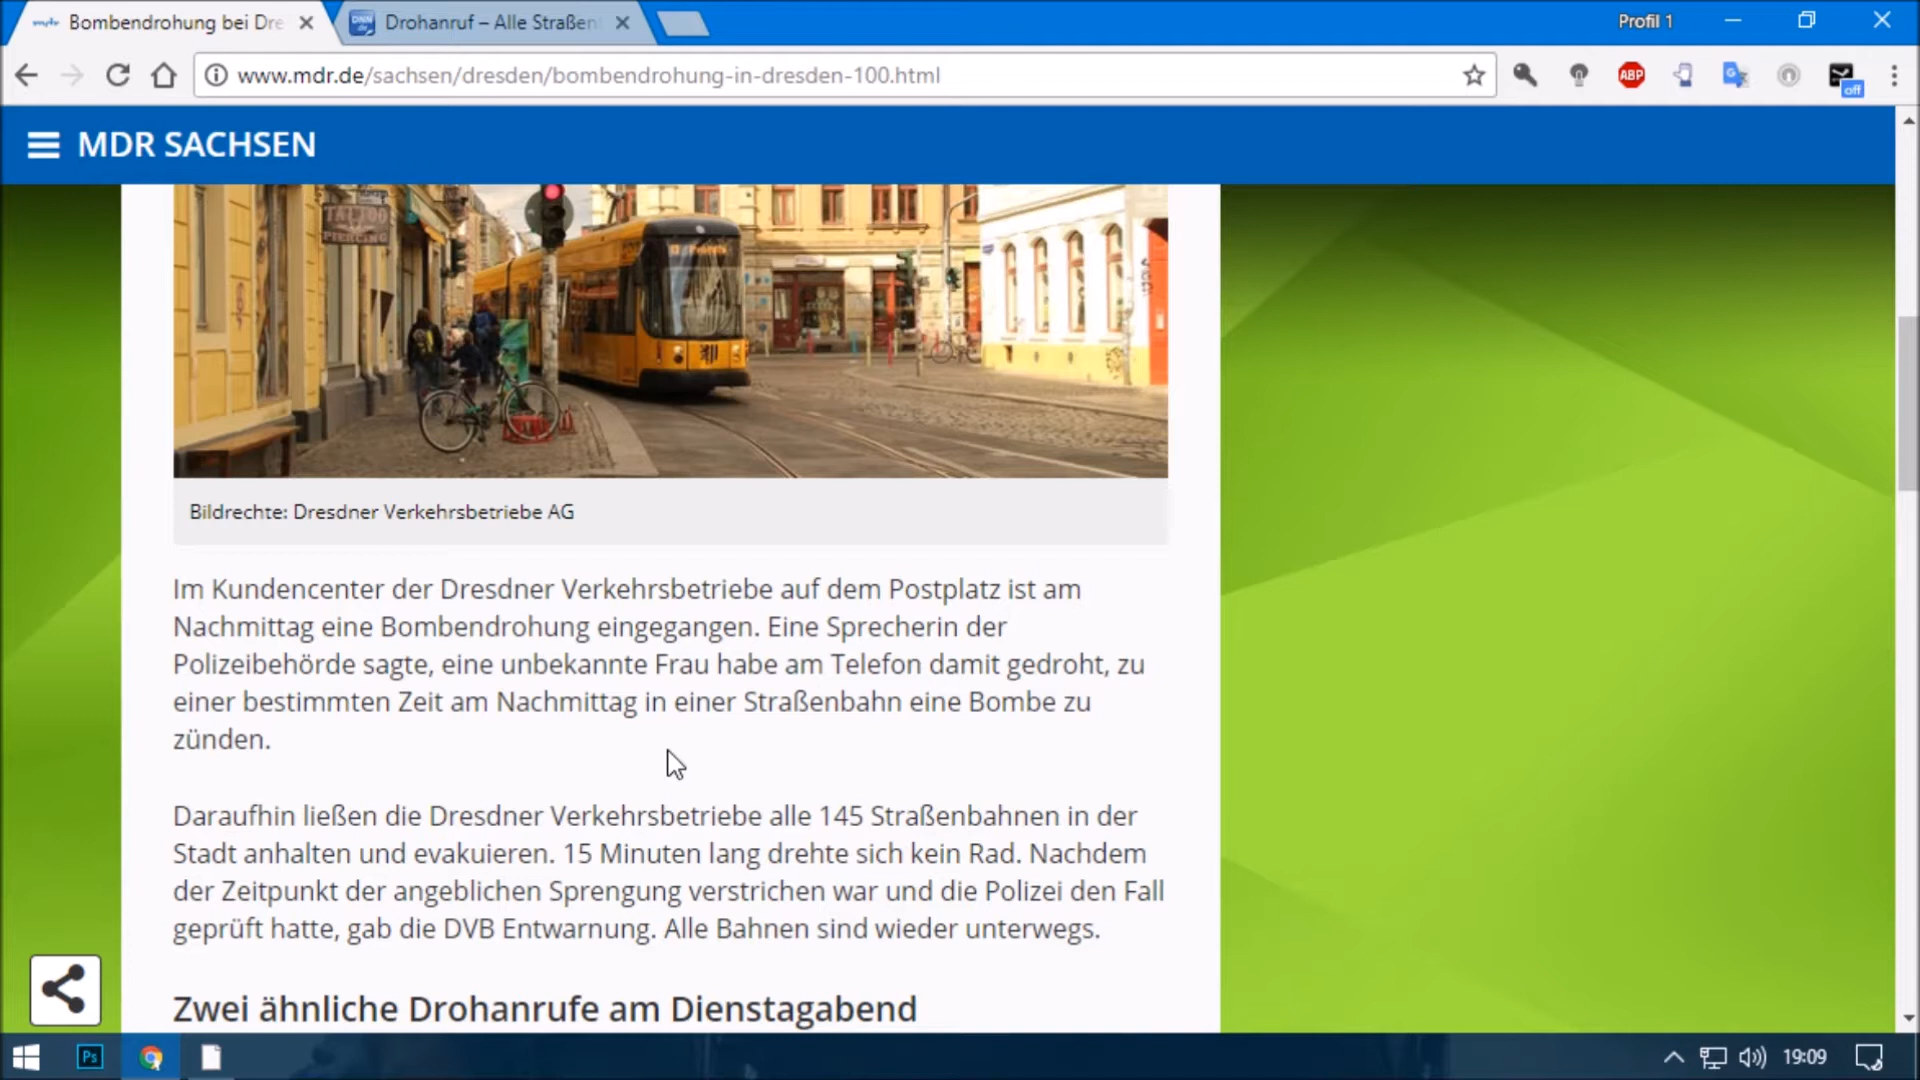 Bombendrohung bei Dre
Drohanruf – Alle Straßen
Profil 1
www.mdr.de/sachsen/dresden/bombendrohung-in-dresden-100.html
ABP
off
MDR SACHSEN
TATTOO
PIERCING
Bildrechte: Dresdner Verkehrsbetriebe AG
Im Kundencenter der Dresdner Verkehrsbetriebe auf dem Postplatz ist am
Nachmittag eine Bombendrohung eingegangen. Eine Sprecherin der
Polizeibehörde sagte, eine unbekannte Frau habe am Telefon damit gedroht, zu
einer bestimmten Zeit am Nachmittag in einer Straßenbahn eine Bombe zu
zünden.
Daraufhin ließen die Dresdner Verkehrsbetriebe alle 145 Straßenbahnen in der
Stadt anhalten und evakuieren. 15 Minuten lang drehte sich kein Rad. Nachdem
der Zeitpunkt der angeblichen Sprengung verstrichen war und die Polizei den Fall
geprüft hatte, gab die DVB Entwarnung. Alle Bahnen sind wieder unterwegs.
Zwei ähnliche Drohanrufe am Dienstagabend
Ps
19:09